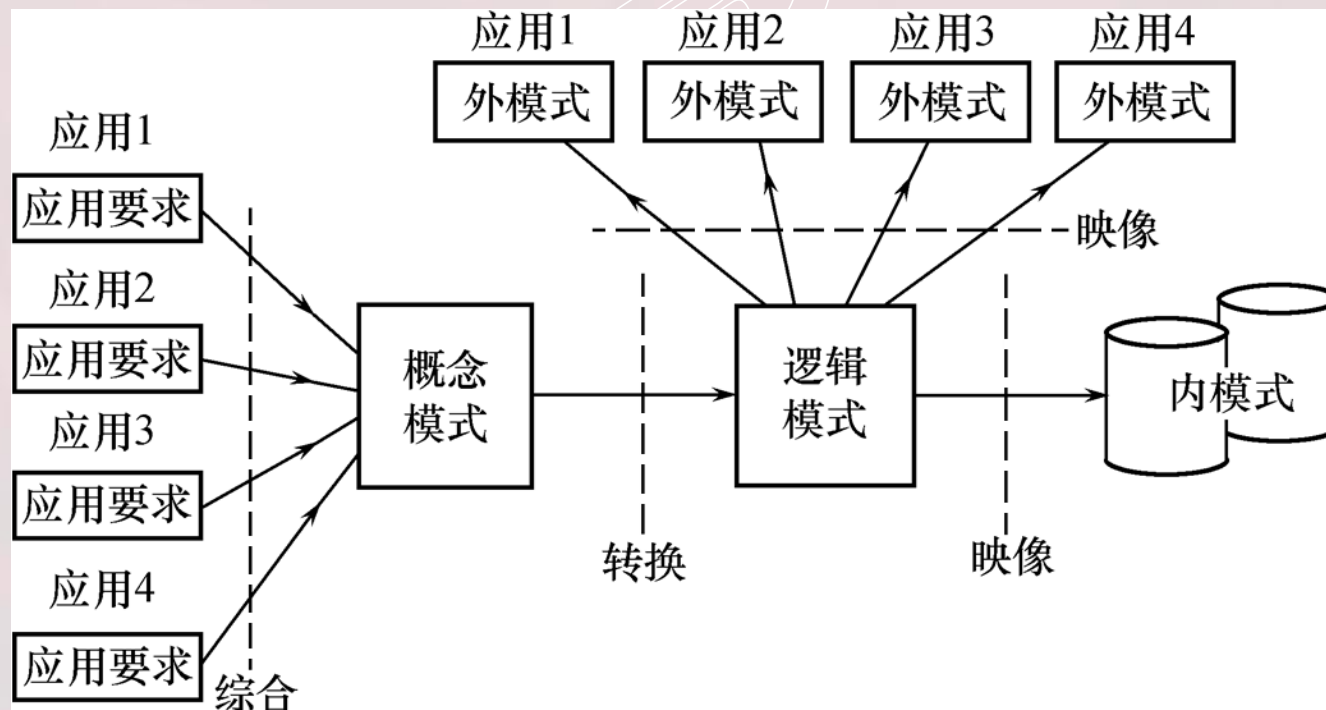 应用1
应用2
应用3
应用4
外模式
外模式
外模式
外模式
映像
应用1
应用要求
应用2
应用要求
应用3
应用要求
应用4
应用要求
综合
概念
模式
转换
逻辑
模式
映像
内模式